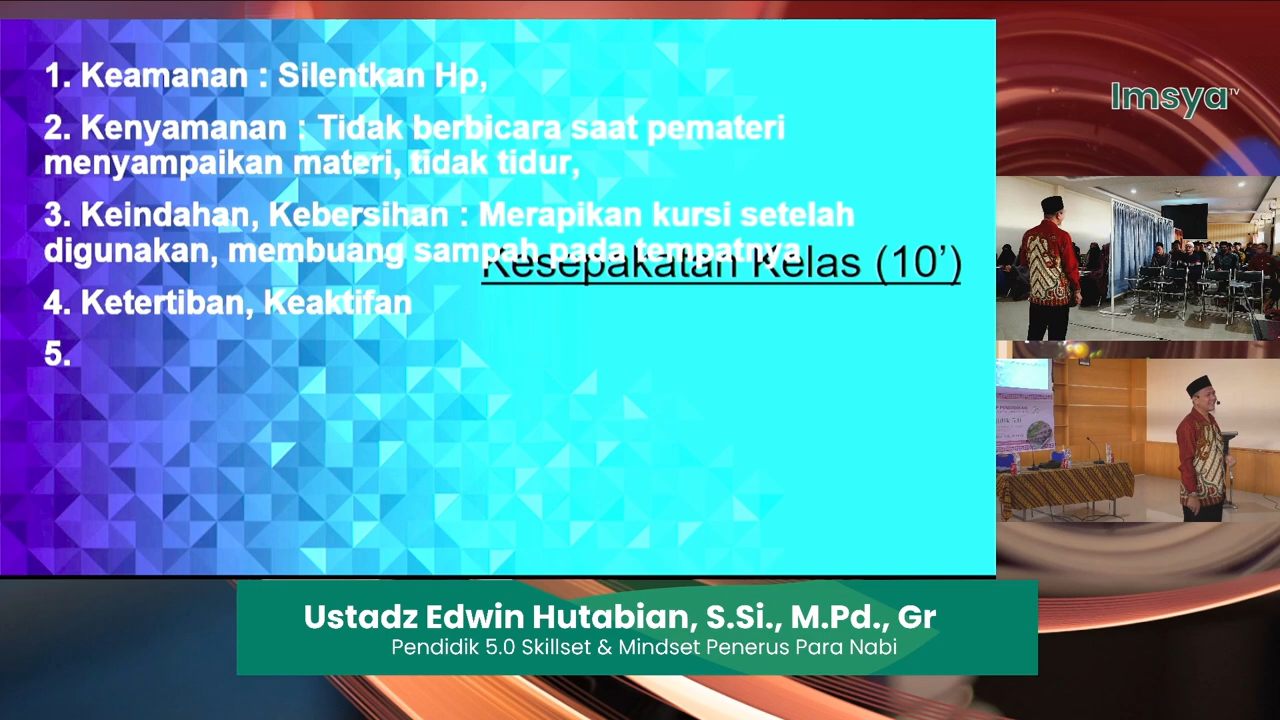 1. Keamanan : Silentkan Hp,
2. Kenyamanan : Tidak berbicara saat pemateri
menyampaikan materi, tidak tidur,
3. Keindahan, Kebersihan : Merapikan kursi setelah
digunakan, membuang sampah pada tempatnya
Kesepakatan Kelas (10’)
4. Ketertiban, Keaktifan
5.
Imsya TV
Ustadz Edwin Hutabian, S.Si., M.Pd., Gr
Pendidik 5.0 Skillset & Mindset Penerus Para Nabi